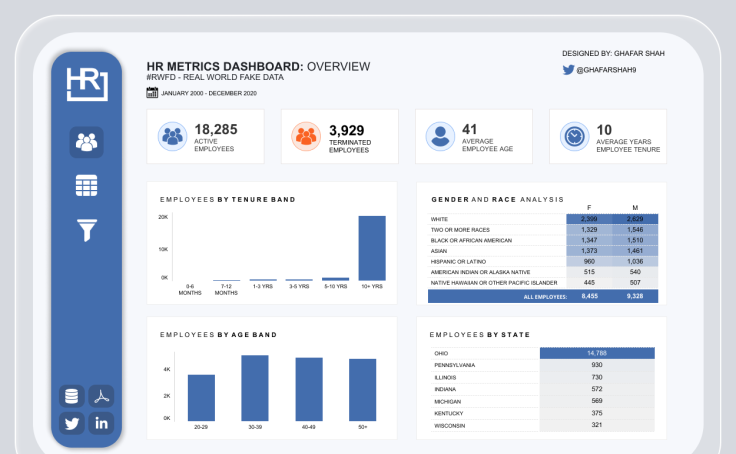 HR
DESIGNED BY: GHAFAR SHAH
HR METRICS DASHBOARD: OVERVIEW
#RWFD - REAL WORLD FAKE DATA
@GHAFARSHAH9
JANUARY 2000 - DECEMBER 2020
18,285
ACTIVE
EMPLOYEES
3,929
TERMINATED
EMPLOYEES
41
AVERAGE
EMPLOYEE AGE
10
AVERAGE YEARS
EMPLOYEE TENURE
EMPLOYEES BY TENURE BAND
20K
10K
0K
0-6 MONTHS
7-12 MONTHS
1-3 YRS
3-5 YRS
5-10 YRS
10+ YRS
GENDER AND RACE ANALYSIS
F M
WHITE 2,399 2,629
TWO OR MORE RACES 1,329 1,546
BLACK OR AFRICAN AMERICAN 1,347 1,510
ASIAN 1,373 1,461
HISPANIC OR LATINO 960 1,036
AMERICAN INDIAN OR ALASKA NATIVE 515 540
NATIVE HAWAIIAN OR OTHER PACIFIC ISLANDER 445 507
ALL EMPLOYEES: 8,455 9,328
EMPLOYEES BY AGE BAND
4K
2K
0K
20-29 30-39 40-49 50+
EMPLOYEES BY STATE
OHIO 14,788
PENNSYLVANIA 930
ILLINOIS 730
INDIANA 572
MICHIGAN 569
KENTUCKY 375
WISCONSIN 321
in